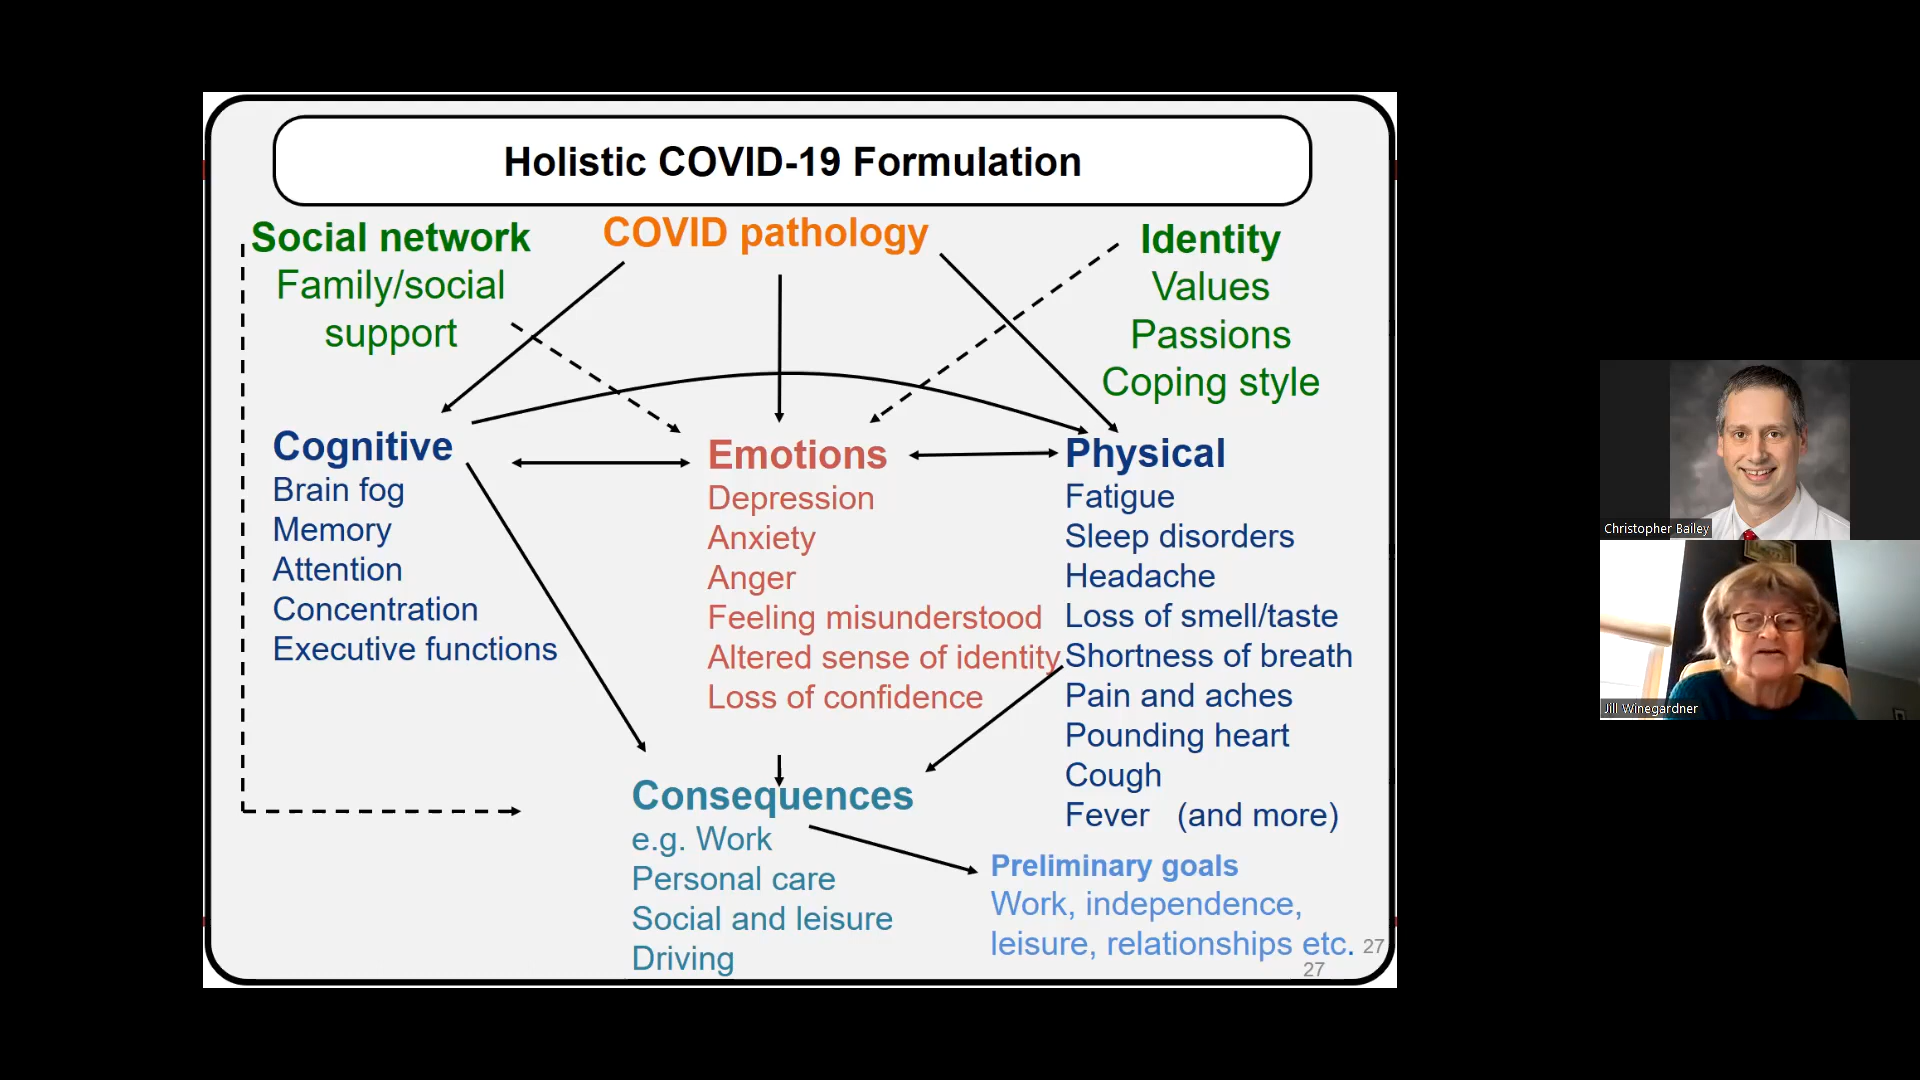 Holistic COVID-19 Formulation
Social network
Family/social
support
COVID pathology
Identity
Values
Passions
Coping style
Cognitive
Brain fog
Memory
Attention
Concentration
Executive functions
Emotions
Depression
Anxiety
Anger
Feeling misunderstood
Altered sense of identity
Loss of confidence
Physical
Fatigue
Sleep disorders
Headache
Loss of smell/taste
Shortness of breath
Pain and aches
Pounding heart
Cough
Fever (and more)
Consequences
e.g. Work
Personal care
Social and leisure
Driving
Preliminary goals
Work, independence,
leisure, relationships etc.
27
27
Christopher Bailey
Jill Winegardner